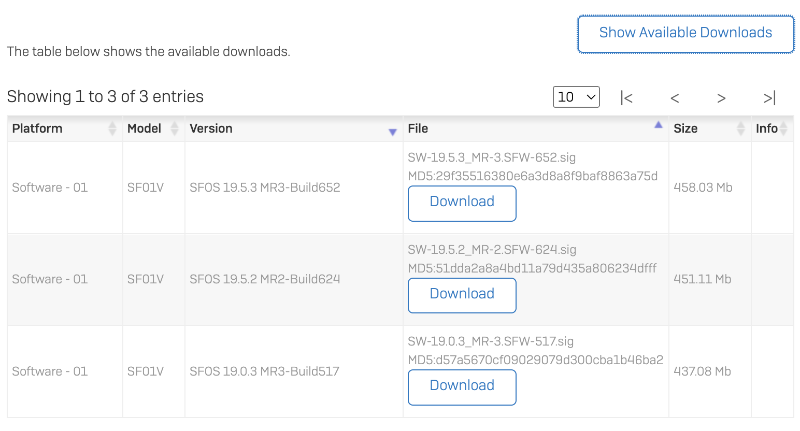 Show Available Downloads
The table below shows the available downloads.
Showing 1 to 3 of 3 entries
10
|< < > >|
Platform Model Version File Size Info
SW-19.5.3_MR-3.SFW-652.sig
MD5:29f35516380e6a3d8a8f9baf8863a75d
Software - 01 SF01V SFOS 19.5.3 MR3-Build652 458.03 Mb
Download
SW-19.5.2_MR-2.SFW-624.sig
MD5:51dda2a8a4bd11a79d435a806234dfff
Software - 01 SF01V SFOS 19.5.2 MR2-Build624 451.11 Mb
Download
SW-19.0.3_MR-3.SFW-517.sig
MD5:d57a5670cf09029079d300cba1b46ba2
Software - 01 SF01V SFOS 19.0.3 MR3-Build517 437.08 Mb
Download